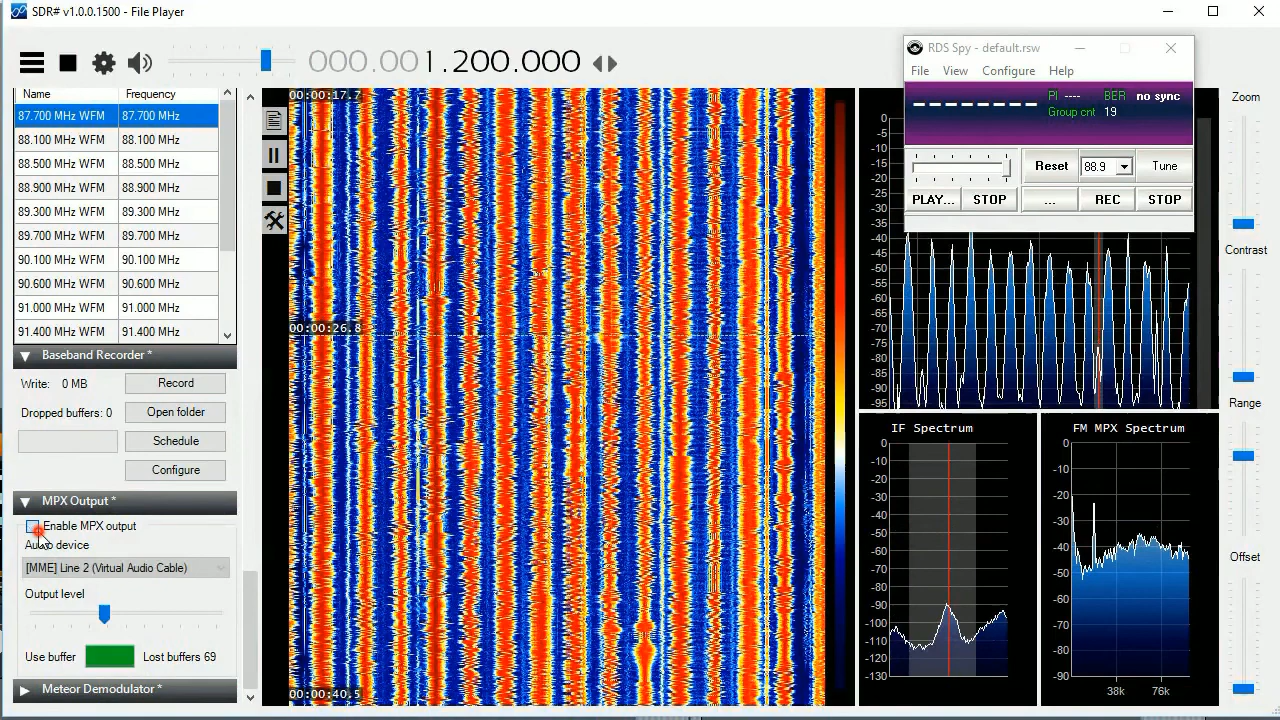 SDR# v1.0.0.1500 - File Player
000.001.200.000
Name Frequency
87.700 MHz WFM 87.700 MHz
88.100 MHz WFM 88.100 MHz
88.500 MHz WFM 88.500 MHz
88.900 MHz WFM 88.900 MHz
89.300 MHz WFM 89.300 MHz
89.700 MHz WFM 89.700 MHz
90.100 MHz WFM 90.100 MHz
90.600 MHz WFM 90.600 MHz
91.000 MHz WFM 91.000 MHz
91.400 MHz WFM 91.400 MHz
Baseband Recorder *
Write: 0 MB Record
Dropped buffers: 0 Open folder
Schedule
Configure
MPX Output *
Enable MPX output
Audio device
[MME] Line 2 (Virtual Audio Cable)
Output level
Use buffer Lost buffers 69
Meteor Demodulator *
00:00:17.7
00:00:26.8
00:00:40.5
RDS Spy - default.rsw
File View Configure Help
PI ---- BER no sync
Group cnt 19
Reset 88.9 Tune
PLAY... STOP ... REC STOP
0
-5
-10
-15
-20
-25
-30
-35
-40
-45
-50
-55
-60
-65
-70
-75
-80
-85
-90
-95
IF Spectrum
0
-10
-20
-30
-40
-50
-60
-70
-80
-90
-100
-110
-120
-130
FM MPX Spectrum
0
-10
-20
-30
-40
-50
-60
-70
-80
-90
38k 76k
Zoom
Contrast
Range
Offset